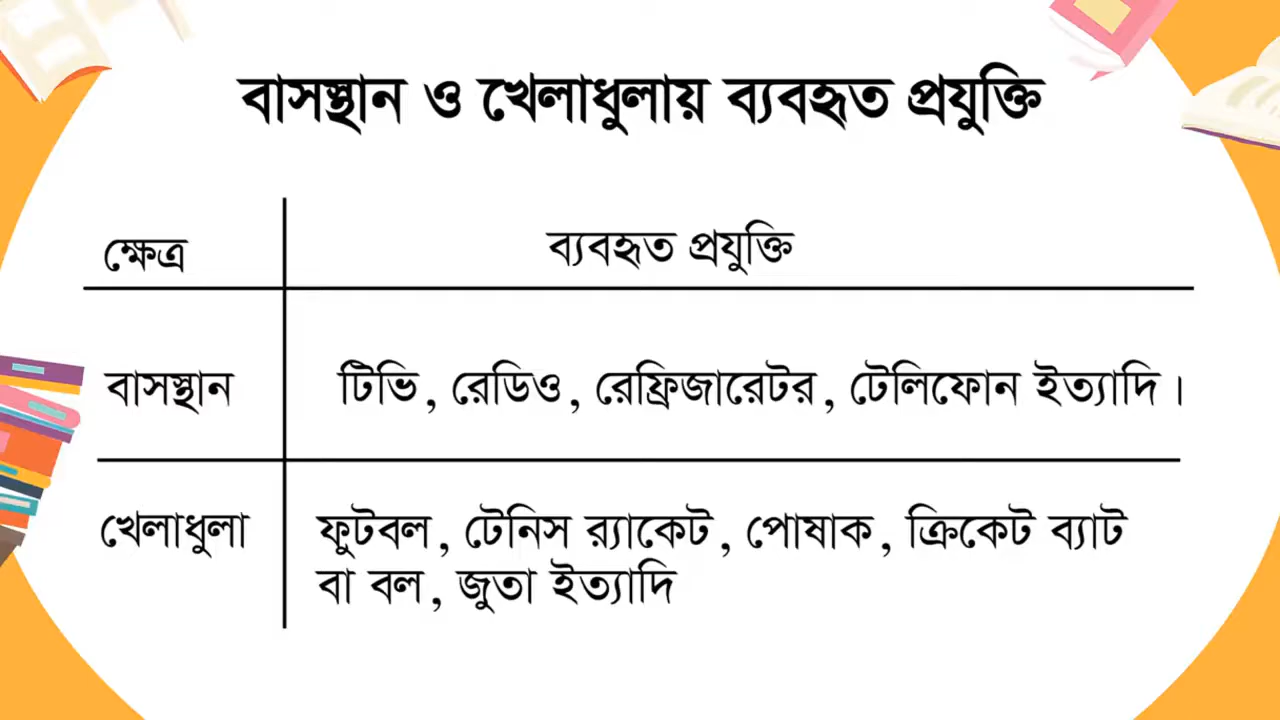 বাসস্থান ও খেলাধুলায় ব্যবহৃত প্রযুক্তি
ক্ষেত্র ব্যবহৃত প্রযুক্তি
বাসস্থান টিভি, রেডিও, রেফ্রিজারেটর, টেলিফোন ইত্যাদি।
খেলাধুলা ফুটবল, টেনিস র‍্যাকেট, পোষাক, ক্রিকেট ব্যাট
বা বল, জুতা ইত্যাদি